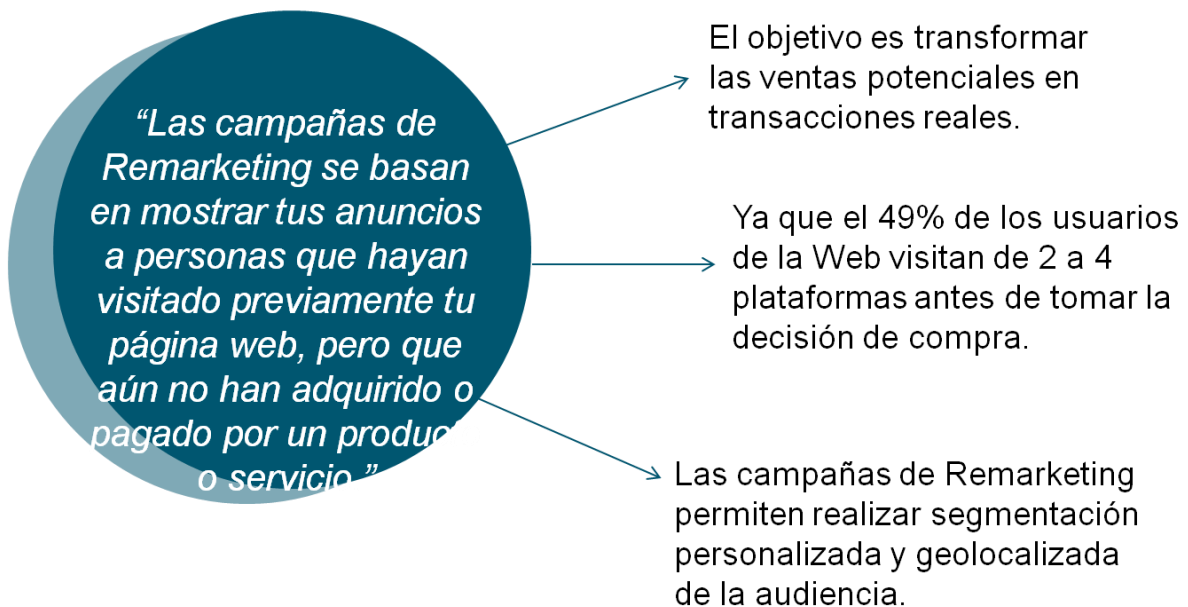 “Las campañas de
Remarketing se basan
en mostrar tus anuncios
a personas que hayan
visitado previamente tu
página web, pero que
aún no han adquirido o
pagado por un producto
o servicio.”
El objetivo es transformar
las ventas potenciales en
transacciones reales.
Ya que el 49% de los usuarios
de la Web visitan de 2 a 4
plataformas antes de tomar la
decisión de compra.
Las campañas de Remarketing
permiten realizar segmentación
personalizada y geolocalizada
de la audiencia.